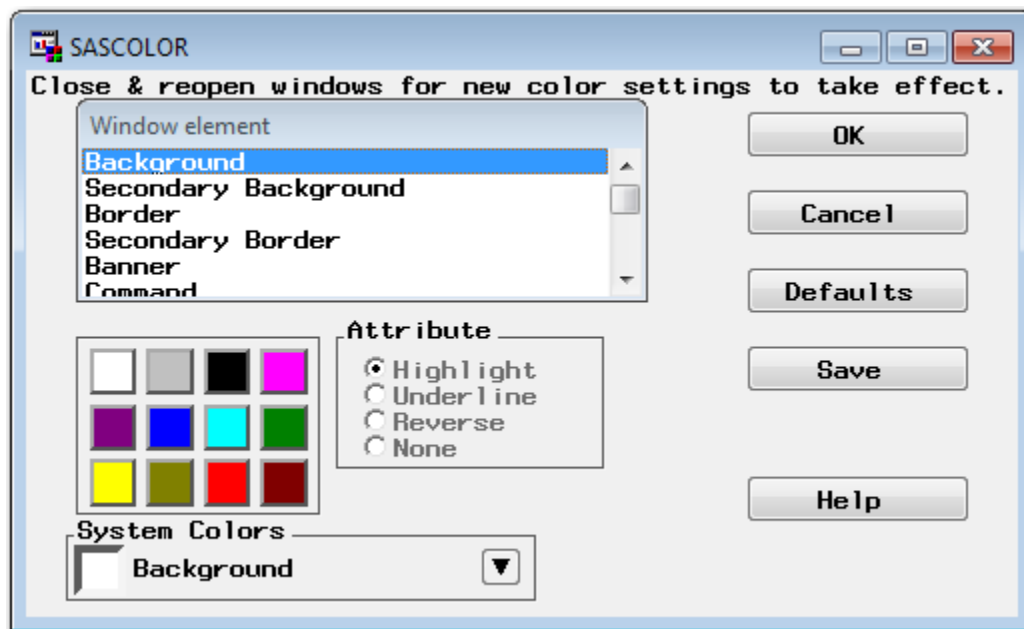 SASCOLOR
Close & reopen windows for new color settings to take effect.
Window element
Background
Secondary Background
Border
Secondary Border
Banner
Command
OK
Cancel
Defaults
Save
Help
Attribute
Highlight
Underline
Reverse
None
System Colors
Background